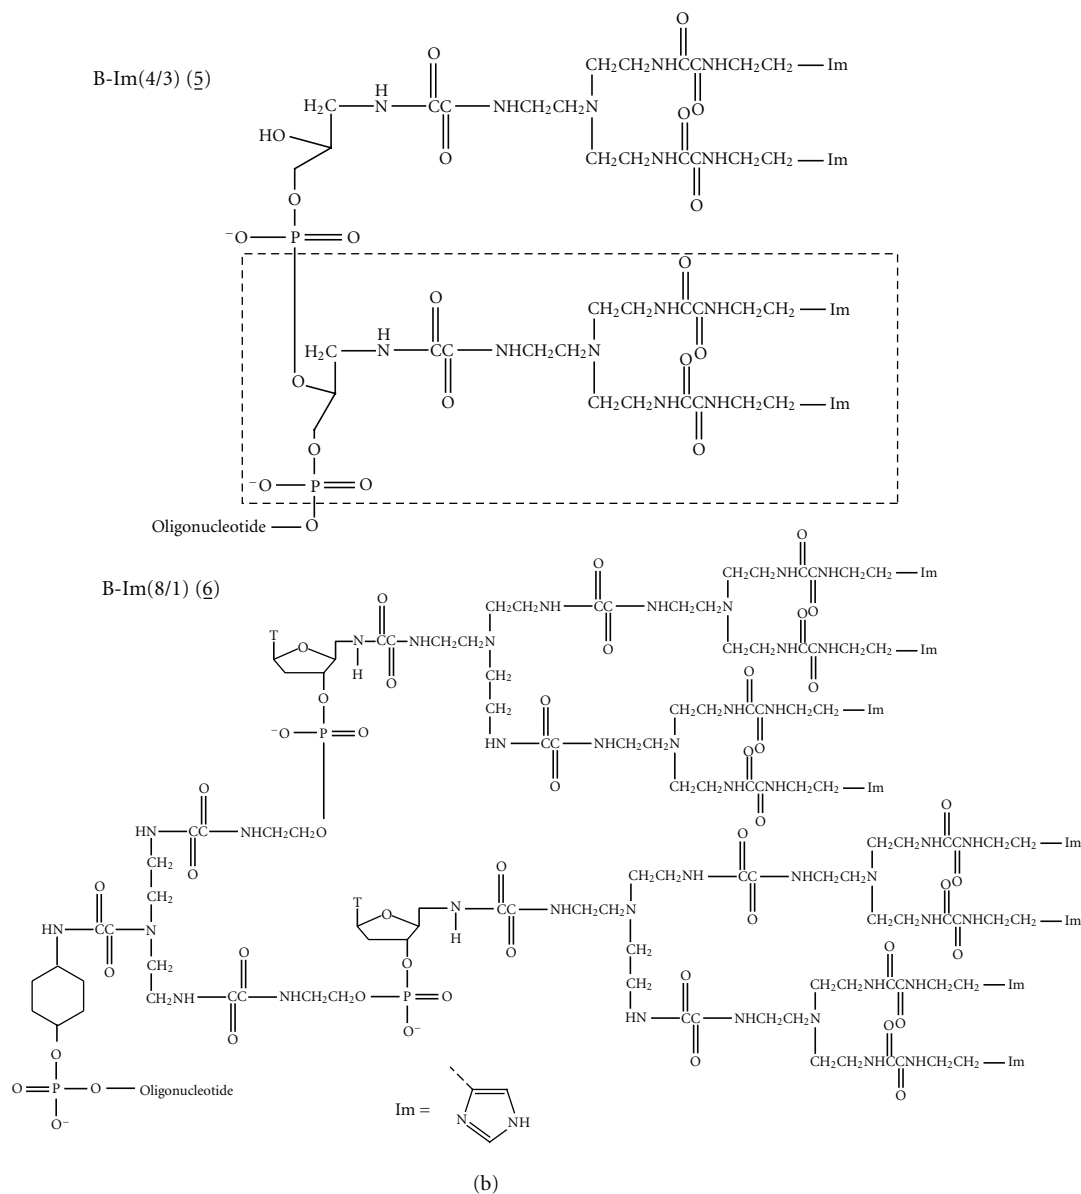 B-Im(4/3) (5)
O
O
CH₂CH₂NHCCNHCH₂CH₂ — Im
H
H₂C
N
CC
NHCH₂CH₂N
O
O
HO
O
CH₂CH₂NHCCNHCH₂CH₂ — Im
O
O
⁻O
P
O
O
O
CH₂CH₂NHCCNHCH₂CH₂ — Im
H
H₂C
N
CC
NHCH₂CH₂N
O
O
O
O
CH₂CH₂NHCCNHCH₂CH₂ — Im
O
O
⁻O
P
O
Oligonucleotide — O
B-Im(8/1) (6)
O
O
CH₂CH₂NHCCNHCH₂CH₂ — Im
O
CH₂CH₂NH
CC
NHCH₂CH₂N
O
O
T
O
N
CC
NHCH₂CH₂N
O
CH₂CH₂NHCCNHCH₂CH₂ — Im
H
O
CH₂
O
O
O
O
CH₂
CH₂CH₂NHCCNHCH₂CH₂ — Im
⁻O
P
O
HN
CC
NHCH₂CH₂N
O
O
O
O
CH₂CH₂NHCCNHCH₂CH₂ — Im
O
O
HN
CC
NHCH₂CH₂O
O
O
CH₂CH₂NHCCNHCH₂CH₂ — Im
CH₂
O
O
CH₂CH₂NH
CC
NHCH₂CH₂N
O
O
CH₂
O
T
O
N
CC
NHCH₂CH₂N
O
CH₂CH₂NHCCNHCH₂CH₂ — Im
HN
CC
N
H
O
CH₂
O
O
O
CH₂
O
O
CH₂
CH₂CH₂NHCCNHCH₂CH₂ — Im
CH₂NH
CC
NHCH₂CH₂O
P
O
HN
CC
NHCH₂CH₂N
O
O
O⁻
O
O
O
CH₂CH₂NHCCNHCH₂CH₂ — Im
O
O
P
O
Oligonucleotide
O⁻
Im =
N
NH
(b)